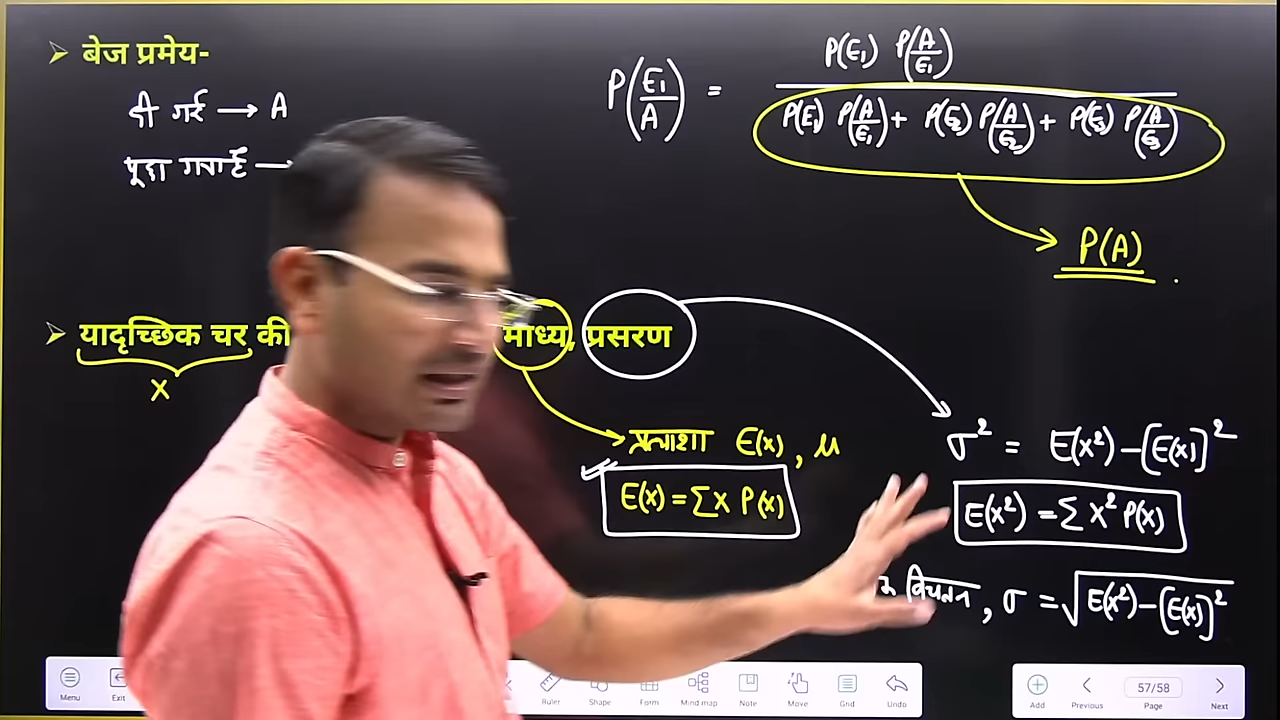 ➢ बेज प्रमेय-
दी गई → A
P(E₁/A) = P(E₁) P(A/E₁) / P(E₁) P(A/E₁) + P(E₂) P(A/E₂) + P(E₃) P(A/E₃)
P(A)
➢ यादृच्छिक चर की माध्य, प्रसरण
X
प्रत्याशा E(x), μ
E(x) = ∑X P(x)
σ² = E(x²) – [E(x)]²
E(x²) = ∑ X² P(x)
विचलन, σ = √E(x²) – [E(x)]²
Menu Exit Ruler Shape Form Mind map Note Move Grid Undo
Add Previous 57/58 Page Next